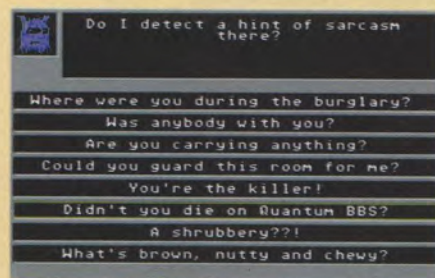 Do I detect a hint of sarcasm
there?
Where were you during the burglary?
Was anybody with you?
Are you carrying anything?
Could you guard this room for me?
You're the killer!
Didn't you die on Quantum BBS?
A shrubbery??!
What's brown, nutty and chewy?